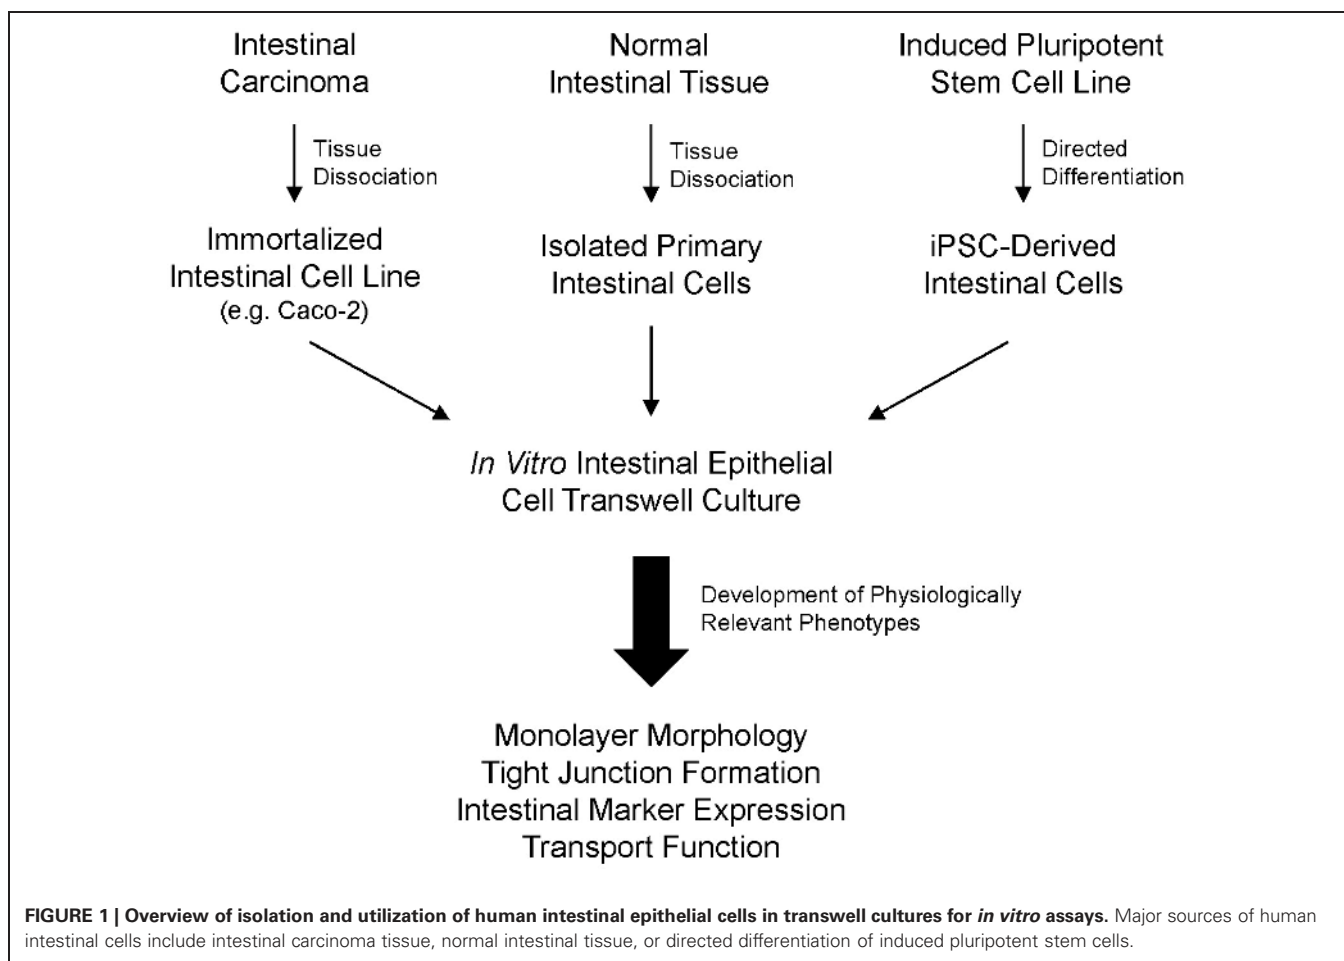 Intestinal
Carcinoma
Normal
Intestinal Tissue
Induced Pluripotent
Stem Cell Line
Tissue
Dissociation
Tissue
Dissociation
Directed
Differentiation
Immortalized
Intestinal Cell Line
(e.g. Caco-2)
Isolated Primary
Intestinal Cells
iPSC-Derived
Intestinal Cells
In Vitro Intestinal Epithelial
Cell Transwell Culture
Development of Physiologically
Relevant Phenotypes
Monolayer Morphology
Tight Junction Formation
Intestinal Marker Expression
Transport Function
FIGURE 1 | Overview of isolation and utilization of human intestinal epithelial cells in transwell cultures for in vitro assays. Major sources of human
intestinal cells include intestinal carcinoma tissue, normal intestinal tissue, or directed differentiation of induced pluripotent stem cells.